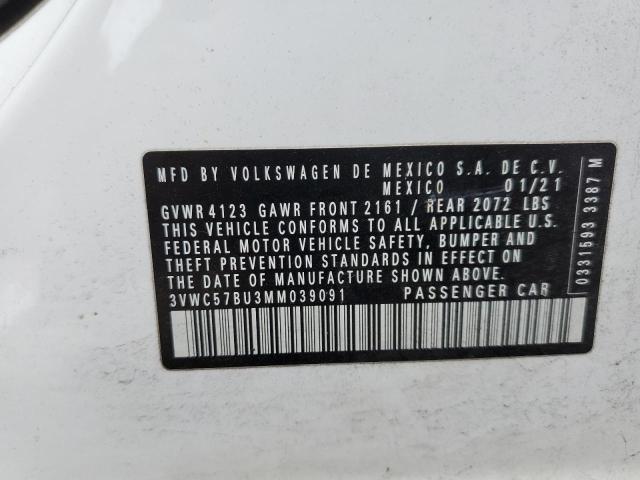 MFD BY VOLKSWAGEN DE MEXICO S.A. DE C.V.
MEXICO 01/21
GVWR 4123 GAWR FRONT 2161 / REAR 2072 LBS
THIS VEHICLE CONFORMS TO ALL APPLICABLE U.S.
FEDERAL MOTOR VEHICLE SAFETY, BUMPER AND
THEFT PREVENTION STANDARDS IN EFFECT ON
THE DATE OF MANUFACTURE SHOWN ABOVE.
3VWC57BU3MM039091 PASSENGER CAR
0331593 3387 M